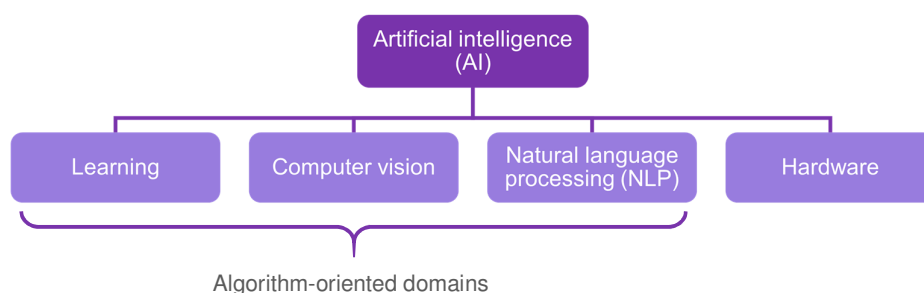 Artificial intelligence
(AI)
Learning
Computer vision
Natural language
processing (NLP)
Hardware
Algorithm-oriented domains